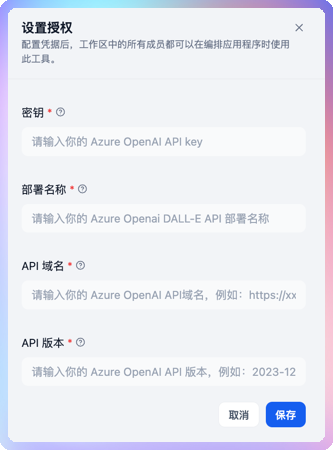 设置授权
配置凭据后，工作区中的所有成员都可以在编排应用程序时使用
此工具。
密钥 *
请输入你的 Azure OpenAI API key
部署名称 *
请输入你的 Azure Openai DALL-E API 部署名称
API 域名 *
请输入你的 Azure OpenAI API域名，例如：https://xx
API 版本 *
请输入你的 Azure OpenAI API 版本，例如：2023-12
取消 保存